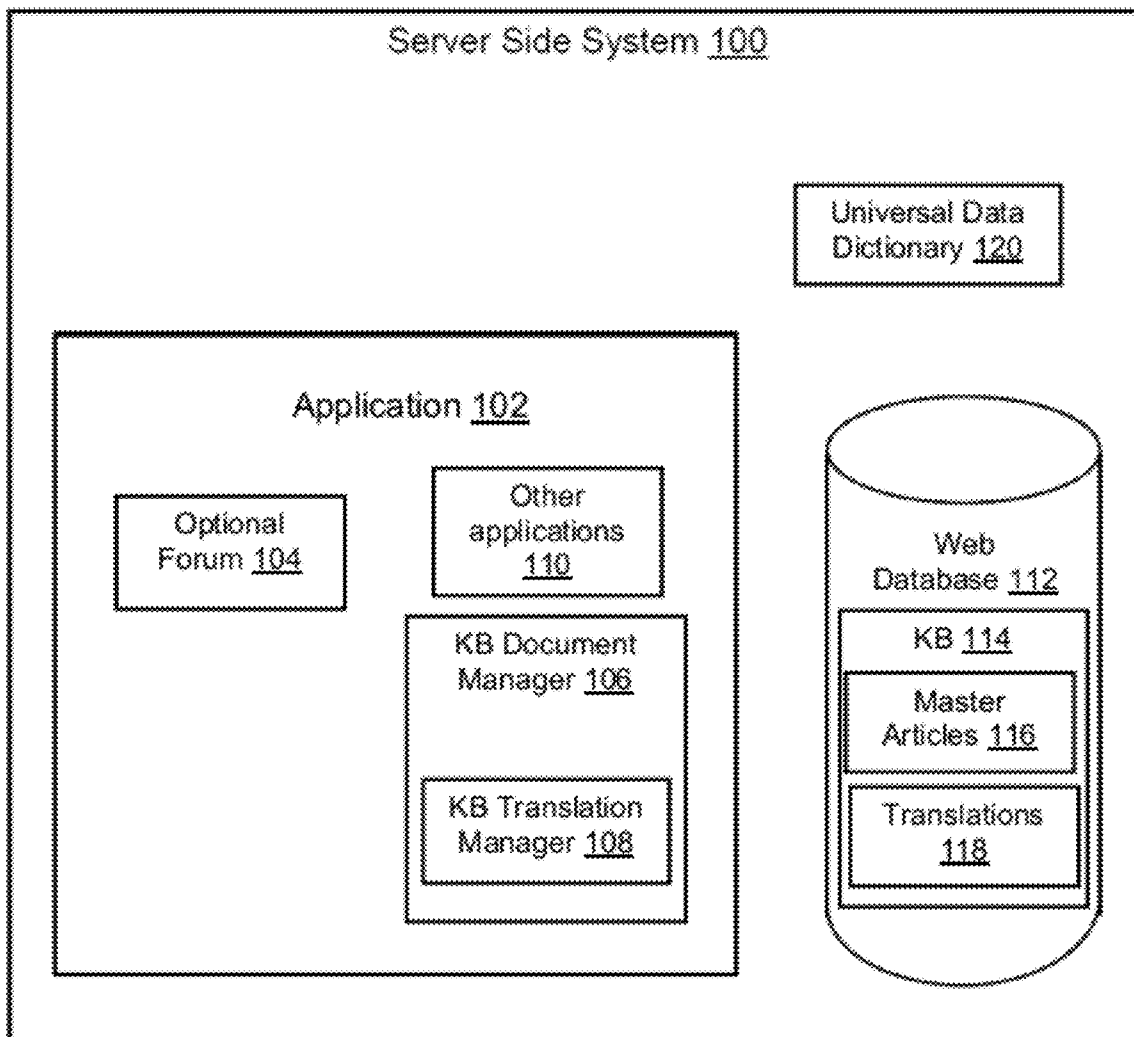 Server Side System 100
Universal Data
Dictionary 120
Application 102
Optional
Forum 104
Other
applications
110
KB Document
Manager 106
KB Translation
Manager 108
Web
Database 112
KB 114
Master
Articles 116
Translations
118